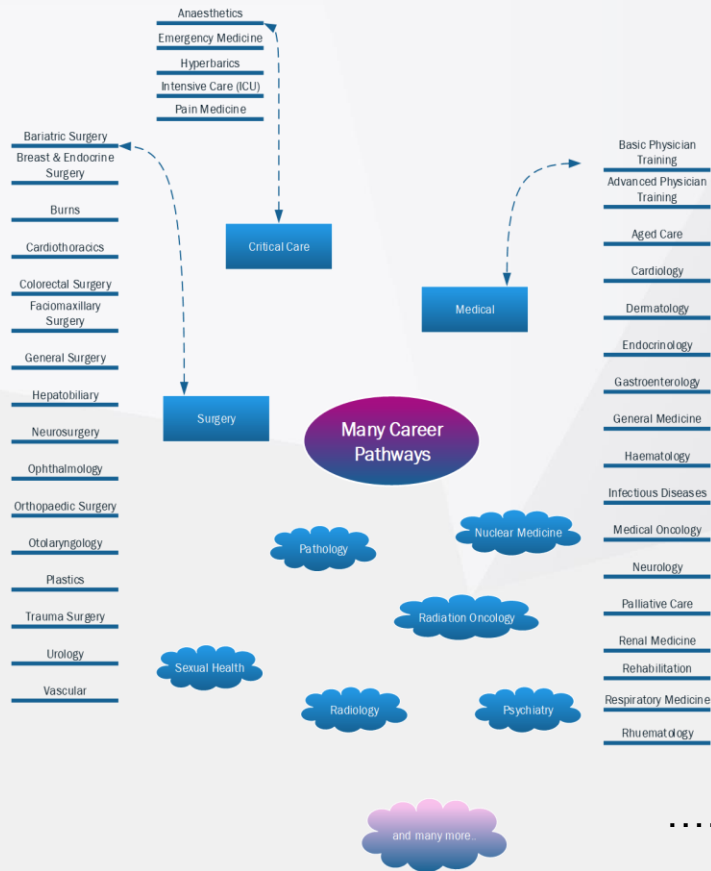 Anaesthetics
Emergency Medicine
Hyperbarics
Intensive Care (ICU)
Pain Medicine
Bariatric Surgery
Breast & Endocrine
Surgery
Burns
Cardiothoracics
Colorectal Surgery
Faciomaxillary
Surgery
General Surgery
Hepatobiliary
Neurosurgery
Ophthalmology
Orthopaedic Surgery
Otolaryngology
Plastics
Trauma Surgery
Urology
Vascular
Critical Care
Medical
Surgery
Many Career
Pathways
Pathology
Nuclear Medicine
Radiation Oncology
Sexual Health
Radiology
Psychiatry
and many more..
Basic Physician
Training
Advanced Physician
Training
Aged Care
Cardiology
Dermatology
Endocrinology
Gastroenterology
General Medicine
Haematology
Infectious Diseases
Medical Oncology
Neurology
Palliative Care
Renal Medicine
Rehabilitation
Respiratory Medicine
Rhuematology
....